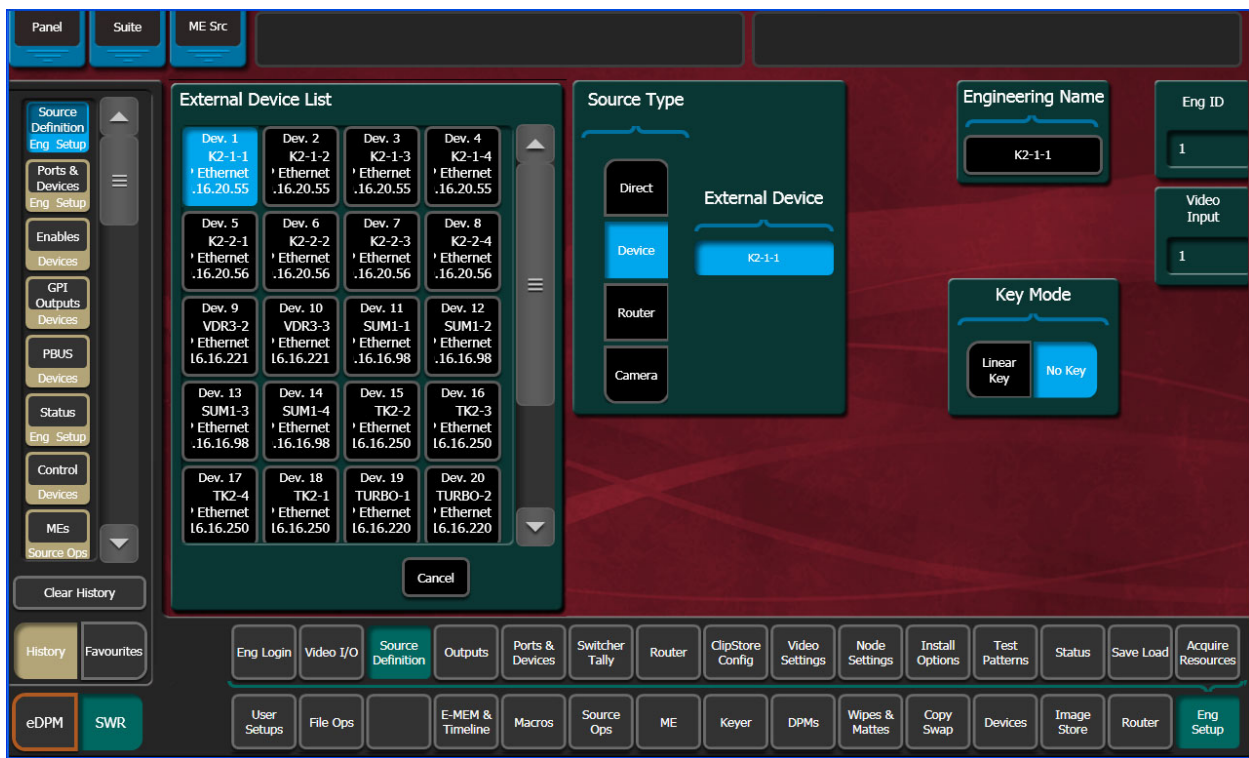 Panel
Suite
ME Src
Source
Definition
Eng Setup
Ports &
Devices
Eng Setup
Enables
Devices
GPI
Outputs
Devices
PBUS
Devices
Status
Eng Setup
Control
Devices
MEs
Source Ops
Clear History
History
Favourites
External Device List
Dev. 1
K2-1-1
Ethernet
.16.20.55
Dev. 2
K2-1-2
Ethernet
.16.20.55
Dev. 3
K2-1-3
Ethernet
.16.20.55
Dev. 4
K2-1-4
Ethernet
.16.20.55
Dev. 5
K2-2-1
Ethernet
.16.20.56
Dev. 6
K2-2-2
Ethernet
.16.20.56
Dev. 7
K2-2-3
Ethernet
.16.20.56
Dev. 8
K2-2-4
Ethernet
.16.20.56
Dev. 9
VDR3-2
Ethernet
16.16.221
Dev. 10
VDR3-3
Ethernet
16.16.221
Dev. 11
SUM1-1
Ethernet
.16.16.98
Dev. 12
SUM1-2
Ethernet
.16.16.98
Dev. 13
SUM1-3
Ethernet
.16.16.98
Dev. 14
SUM1-4
Ethernet
.16.16.98
Dev. 15
TK2-2
Ethernet
16.16.250
Dev. 16
TK2-3
Ethernet
16.16.250
Dev. 17
TK2-4
Ethernet
16.16.250
Dev. 18
TK2-1
Ethernet
16.16.250
Dev. 19
TURBO-1
Ethernet
16.16.220
Dev. 20
TURBO-2
Ethernet
16.16.220
Cancel
Source Type
Direct
Device
Router
Camera
External Device
K2-1-1
Engineering Name
K2-1-1
Eng ID
1
Video
Input
1
Key Mode
Linear
Key
No Key
Eng Login
Video I/O
Source
Definition
Outputs
Ports &
Devices
Switcher
Tally
Router
ClipStore
Config
Video
Settings
Node
Settings
Install
Options
Test
Patterns
Status
Save Load
Acquire
Resources
eDPM
SWR
User
Setups
File Ops
E-MEM &
Timeline
Macros
Source
Ops
ME
Keyer
DPMs
Wipes &
Mattes
Copy
Swap
Devices
Image
Store
Router
Eng
Setup